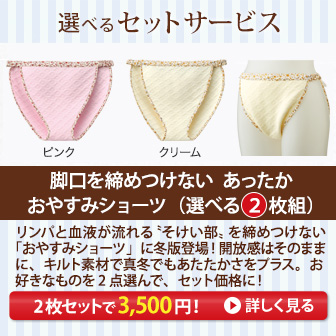 選べるセットサービス
ピンク
クリーム
脚口を締めつけない あったか
おやすみショーツ（選べる2枚組）
リンパと血液が流れる〝そけい部〟を締めつけない
「おやすみショーツ」に冬版登場！開放感はそのまま
に、キルト素材で真冬でもあたたかさをプラス。お
好きなものを2点選んで、セット価格に！
2枚セットで3,500円！
詳しく見る